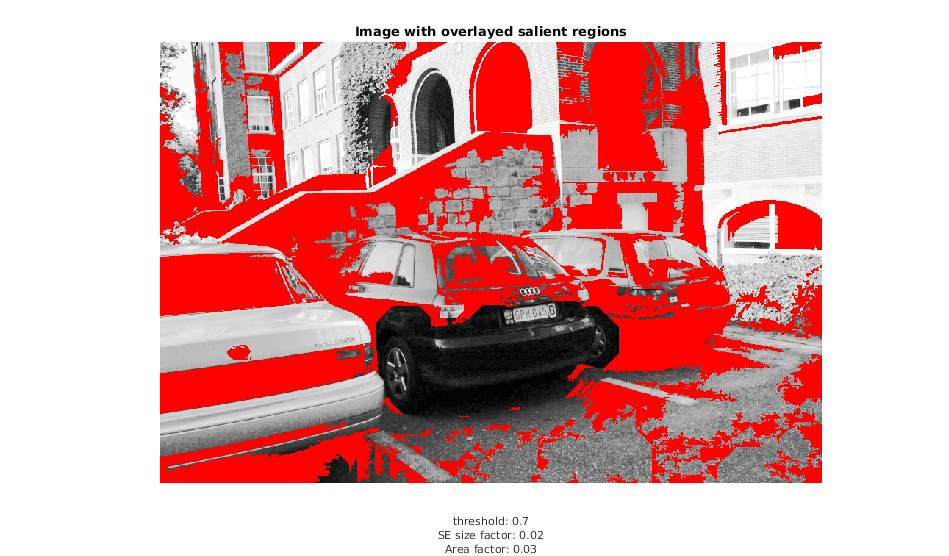 Image with overlayed salient regions
threshold: 0.7
SE size factor: 0.02
Area factor: 0.03